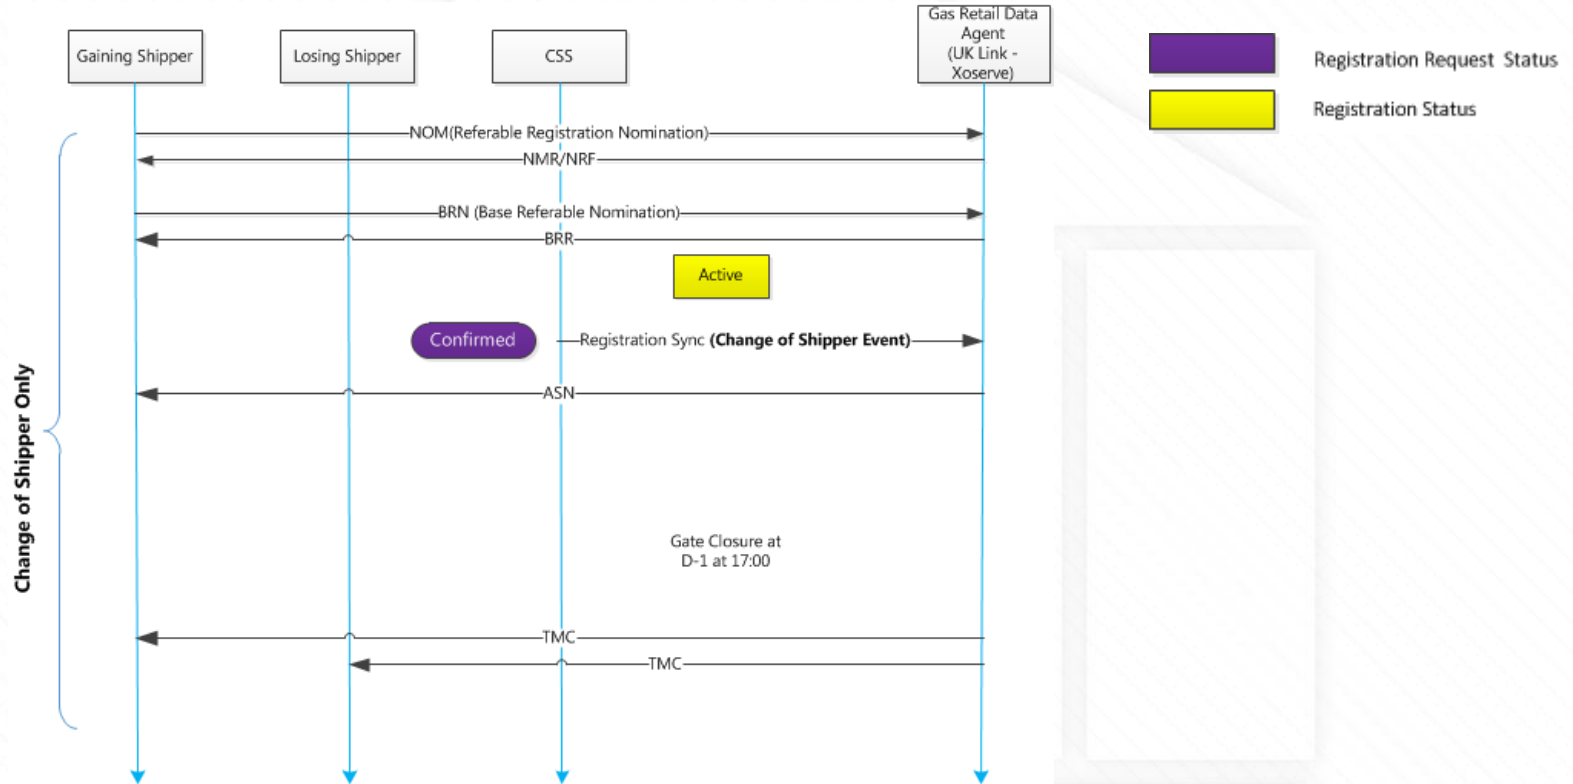 Gaining Shipper
Losing Shipper
CSS
Gas Retail Data
Agent
(UK Link -
Xoserve)
Registration Request Status
Registration Status
NOM(Referable Registration Nomination)
NMR/NRF
BRN (Base Referable Nomination)
BRR
Active
Confirmed
Registration Sync (Change of Shipper Event)
ASN
Change of Shipper Only
Gate Closure at
D-1 at 17:00
TMC
TMC